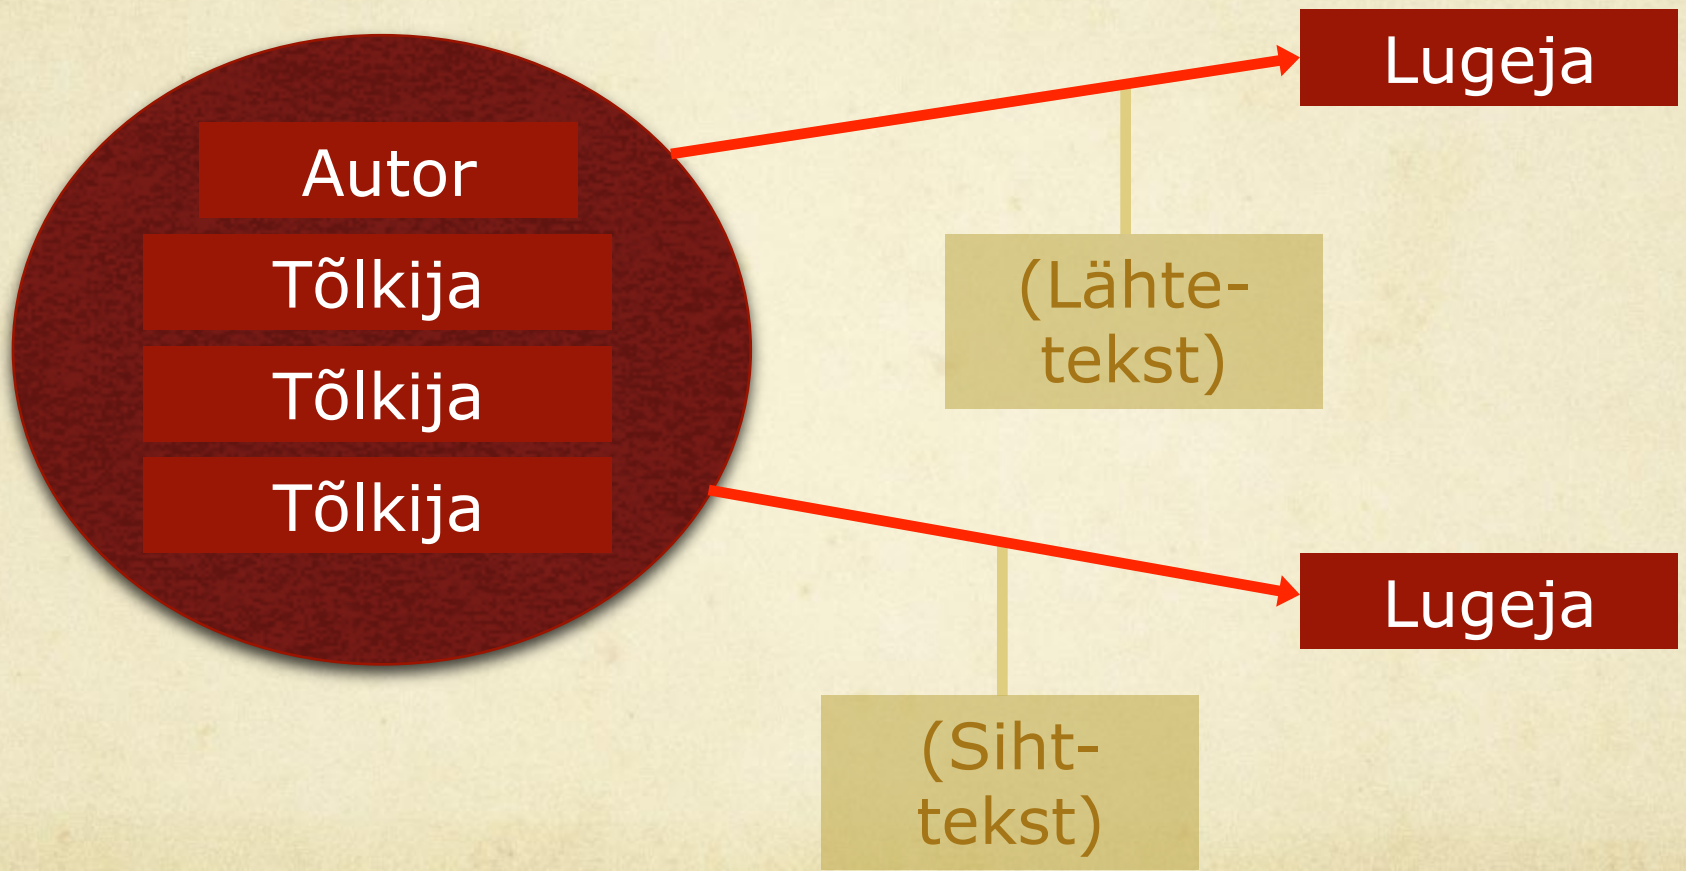 Lugeja
Autor
Tõlkija
(Lähte-
tekst)
Tõlkija
Tõlkija
Lugeja
(Siht-
tekst)